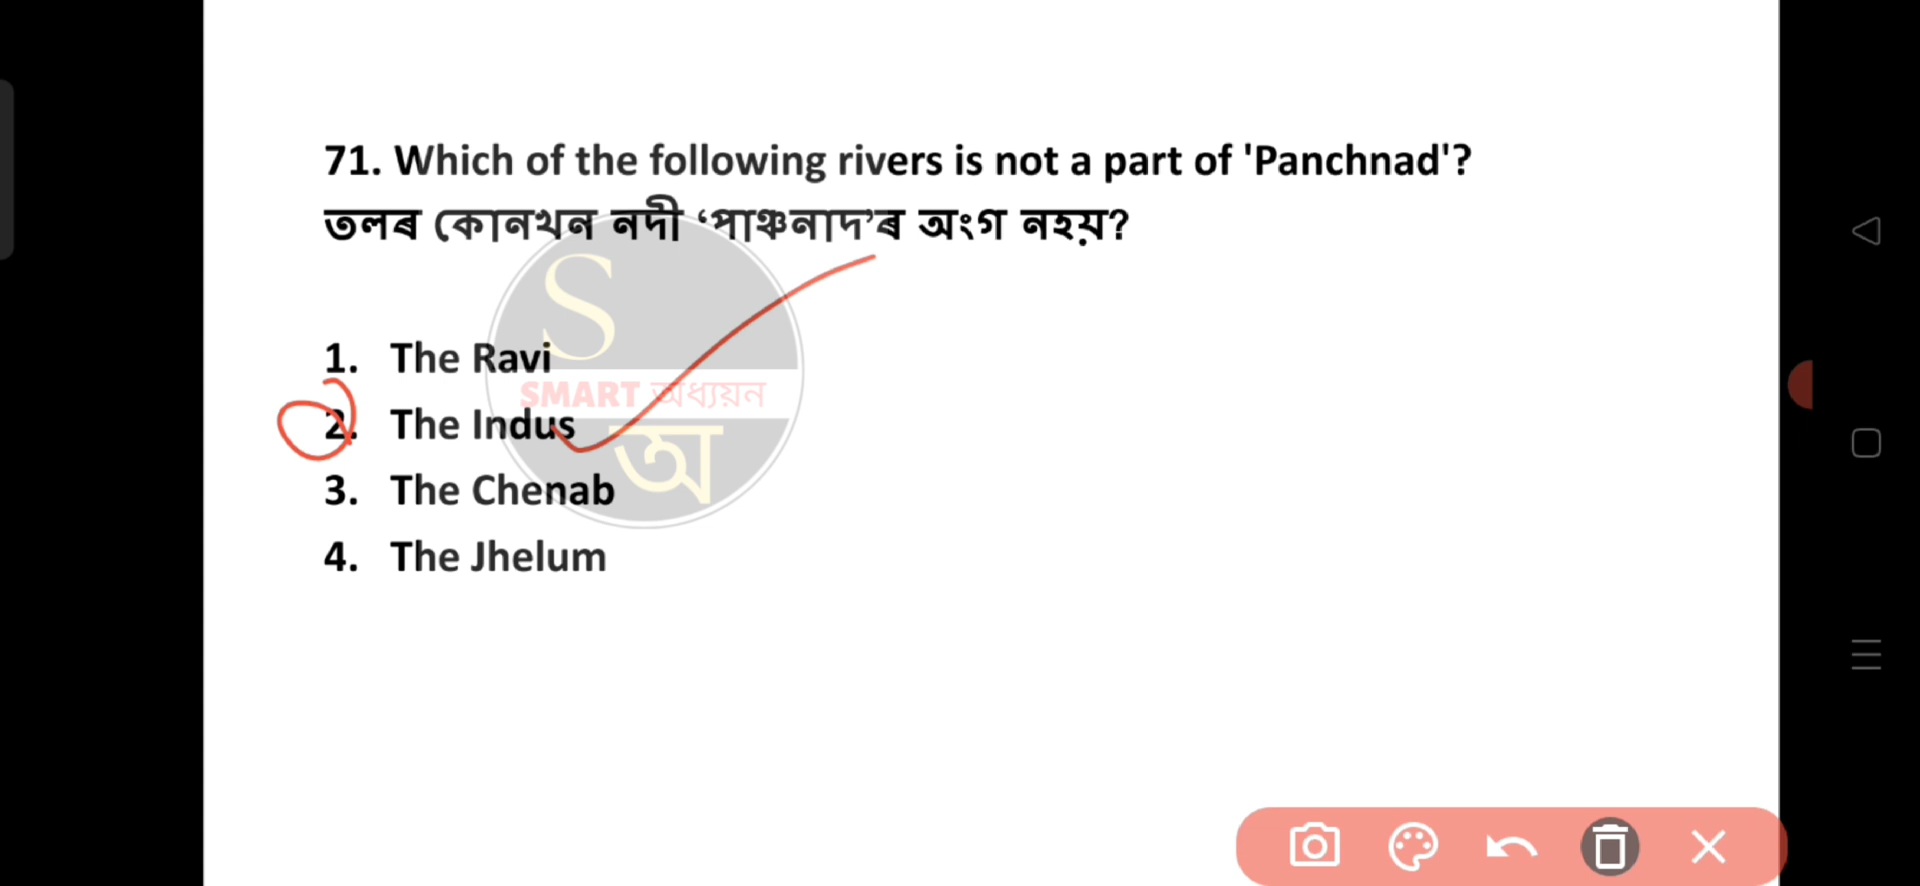 71. Which of the following rivers is not a part of 'Panchnad'?
তলৰ কোনখন নদী ‘পাঞ্চনাদ’ৰ অংগ নহয়?
S
1. The Ravi
SMART অধ্যয়ন
2. The Indus
অ
3. The Chenab
4. The Jhelum